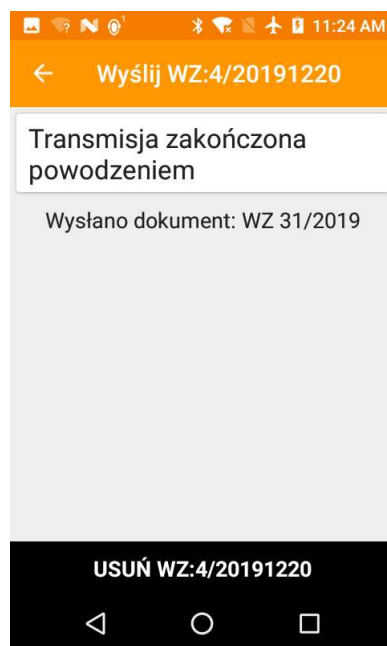 11:24 AM
Wyślij WZ:4/20191220
Transmisja zakończona
powodzeniem
Wysłano dokument: WZ 31/2019
USUŃ WZ:4/20191220